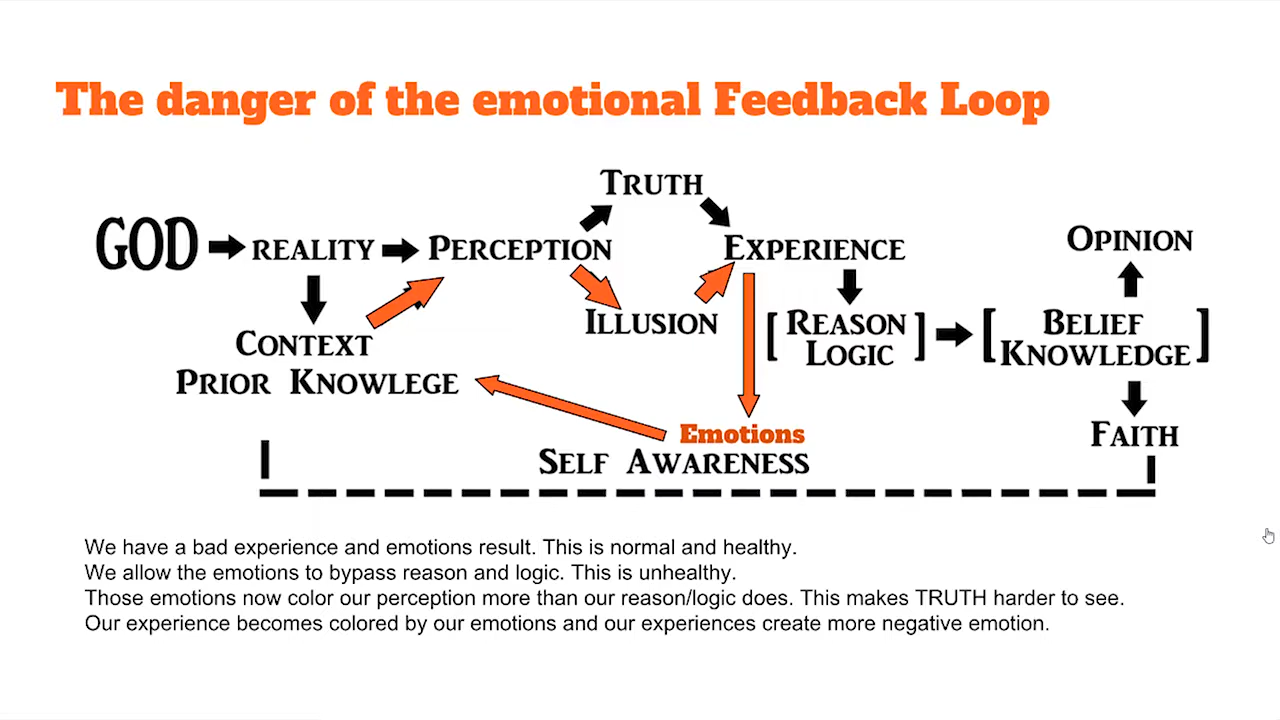 The danger of the emotional Feedback Loop
TRUTH
GOD
REALITY
PERCEPTION
EXPERIENCE
OPINION
ILLUSION
CONTEXT
PRIOR KNOWLEGE
[REASON
LOGIC]
[BELIEF
KNOWLEDGE]
Emotions
SELF AWARENESS
FAITH
We have a bad experience and emotions result. This is normal and healthy.
We allow the emotions to bypass reason and logic. This is unhealthy.
Those emotions now color our perception more than our reason/logic does. This makes TRUTH harder to see.
Our experience becomes colored by our emotions and our experiences create more negative emotion.